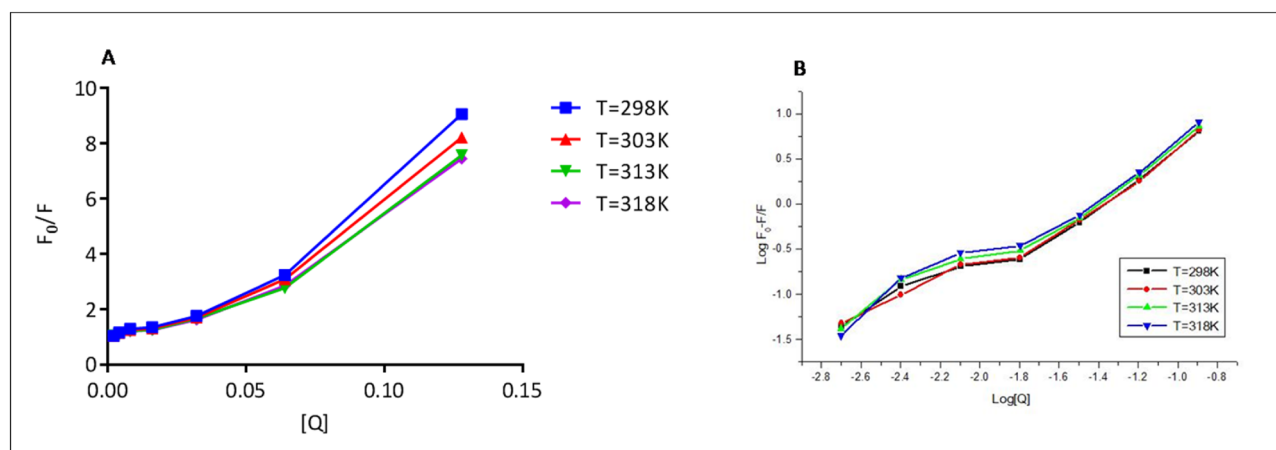 A
F₀/ F
10
8
6
4
2
0
0.00
0.05
0.10
0.15
[Q]
T=298K
T=303K
T=313K
T=318K
B
Log F₀-F/F
1.0
0.5
0.0
-0.5
-1.0
-1.5
-2.8
-2.6
-2.4
-2.2
-2.0
-1.8
-1.6
-1.4
-1.2
-1.0
-0.8
Log[Q]
T=298K
T=303K
T=313K
T=318K